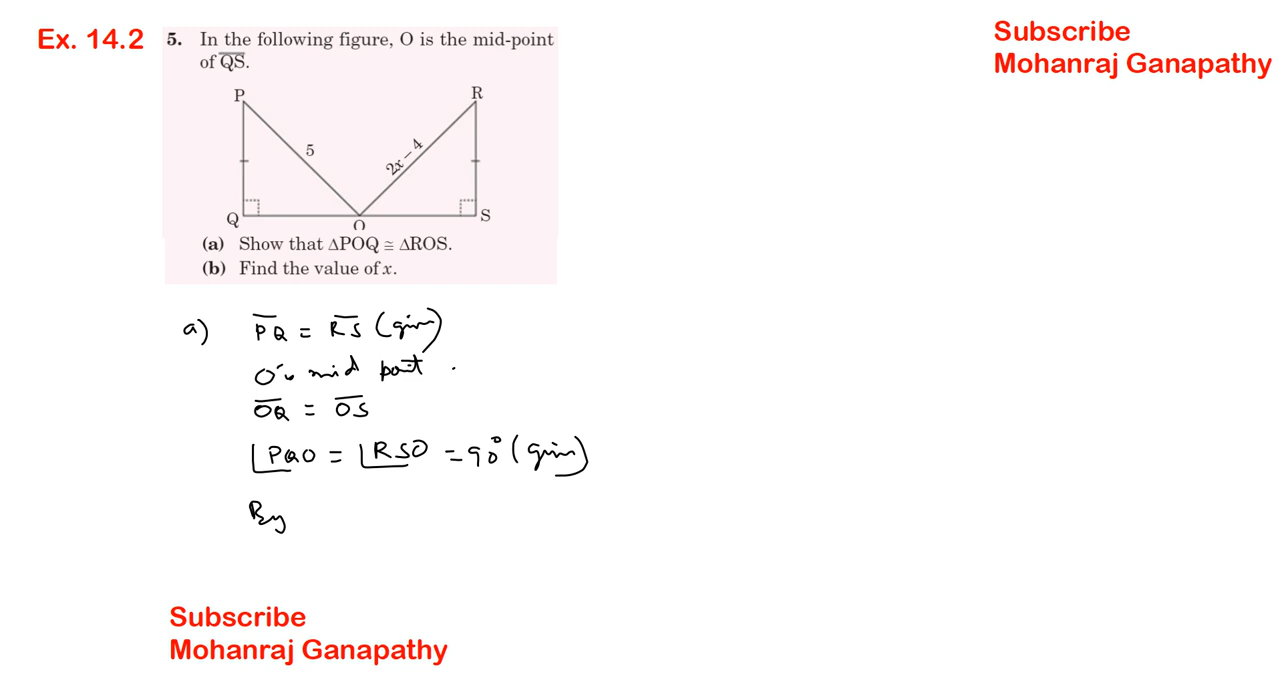 Ex. 14.2
5. In the following figure, O is the mid-point
of QS.
P
R
5
2x – 4
Q
O
S
(a) Show that ΔPOQ ≅ ΔROS.
(b) Find the value of x.
a) PQ = RS (given)
O is mid point .
OQ = OS
∠PQO = ∠RSO = 90° (given)
By
Subscribe
Mohanraj Ganapathy
Subscribe
Mohanraj Ganapathy